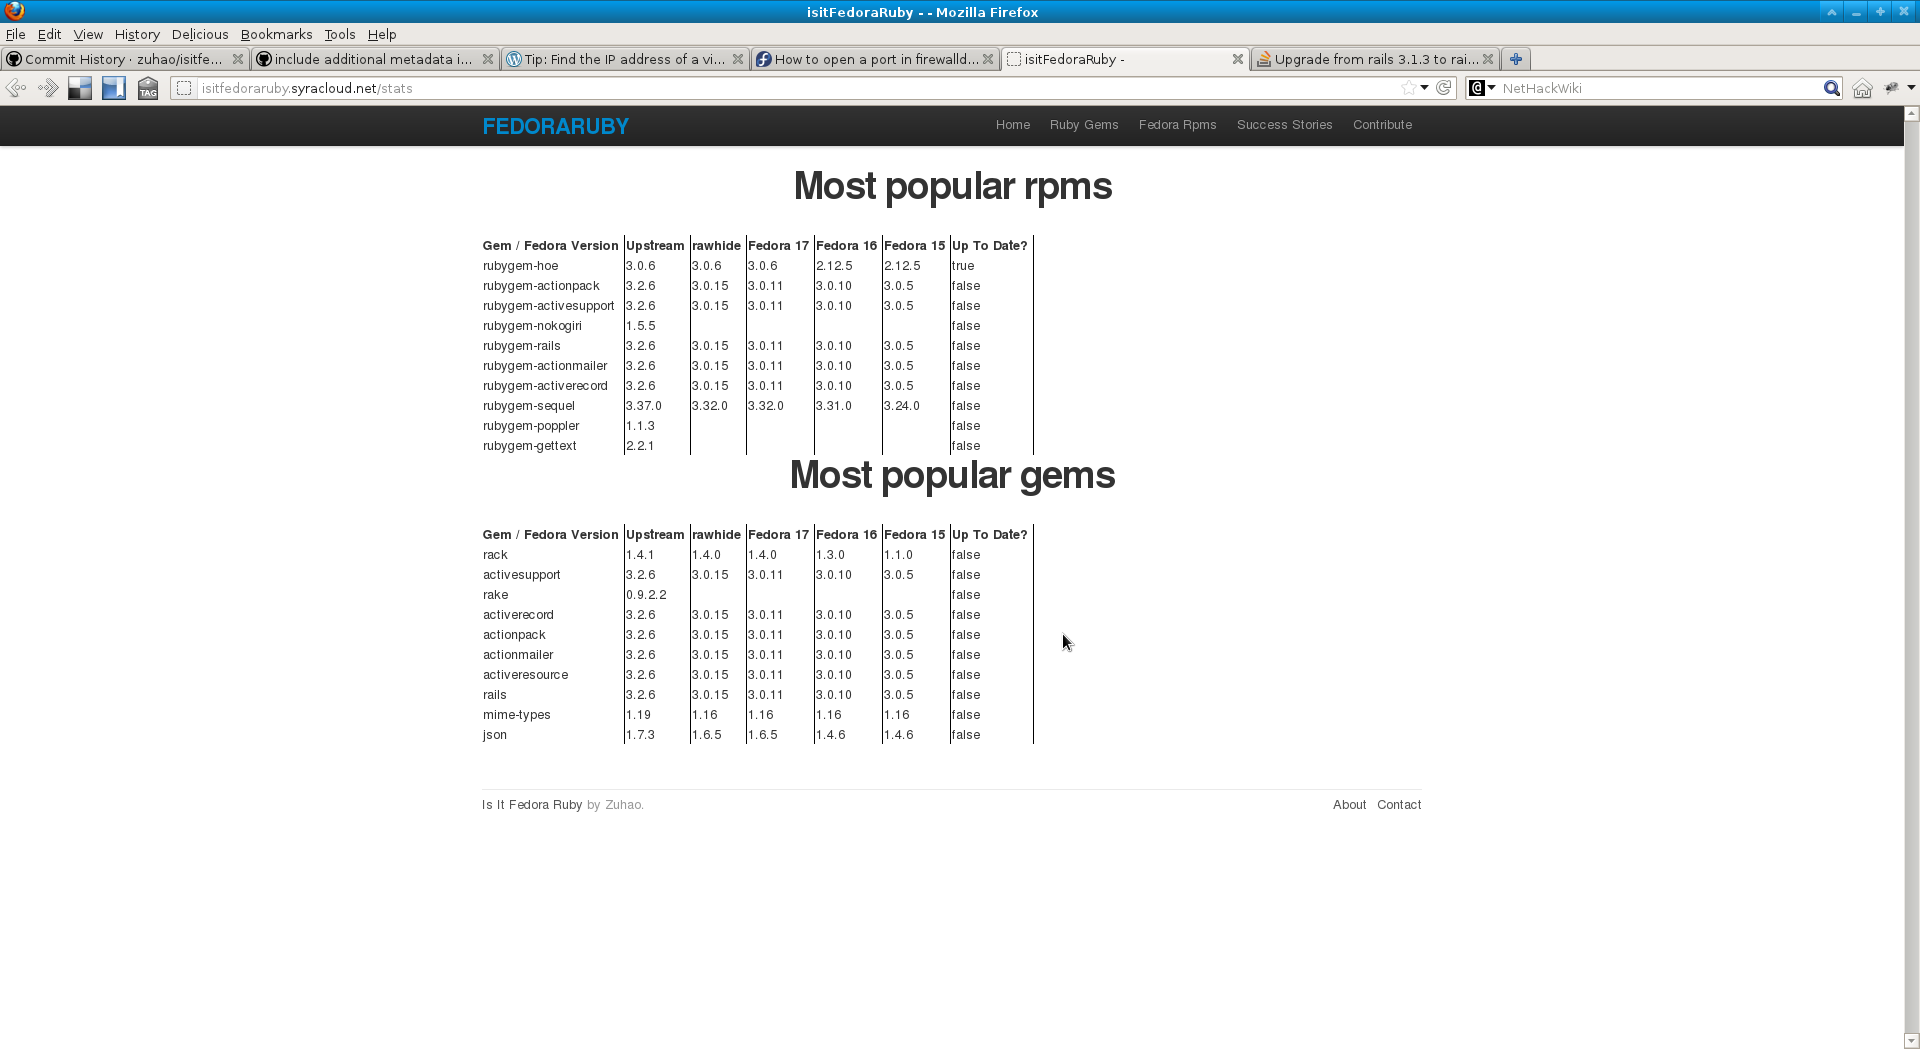 isitFedoraRuby - - Mozilla Firefox
File Edit View History Delicious Bookmarks Tools Help
Commit History · zuhao/isitfe... include additional metadata i... Tip: Find the IP address of a vi... How to open a port in firewalld... isitFedoraRuby - Upgrade from rails 3.1.3 to rai...
TAG isitfedoraruby.syracloud.net/stats NetHackWiki
FEDORARUBY Home Ruby Gems Fedora Rpms Success Stories Contribute
Most popular rpms
Gem / Fedora Version Upstream rawhide Fedora 17 Fedora 16 Fedora 15 Up To Date?
rubygem-hoe 3.0.6 3.0.6 3.0.6 2.12.5 2.12.5 true
rubygem-actionpack 3.2.6 3.0.15 3.0.11 3.0.10 3.0.5 false
rubygem-activesupport 3.2.6 3.0.15 3.0.11 3.0.10 3.0.5 false
rubygem-nokogiri 1.5.5 false
rubygem-rails 3.2.6 3.0.15 3.0.11 3.0.10 3.0.5 false
rubygem-actionmailer 3.2.6 3.0.15 3.0.11 3.0.10 3.0.5 false
rubygem-activerecord 3.2.6 3.0.15 3.0.11 3.0.10 3.0.5 false
rubygem-sequel 3.37.0 3.32.0 3.32.0 3.31.0 3.24.0 false
rubygem-poppler 1.1.3 false
rubygem-gettext 2.2.1 false
Most popular gems
Gem / Fedora Version Upstream rawhide Fedora 17 Fedora 16 Fedora 15 Up To Date?
rack 1.4.1 1.4.0 1.4.0 1.3.0 1.1.0 false
activesupport 3.2.6 3.0.15 3.0.11 3.0.10 3.0.5 false
rake 0.9.2.2 false
activerecord 3.2.6 3.0.15 3.0.11 3.0.10 3.0.5 false
actionpack 3.2.6 3.0.15 3.0.11 3.0.10 3.0.5 false
actionmailer 3.2.6 3.0.15 3.0.11 3.0.10 3.0.5 false
activeresource 3.2.6 3.0.15 3.0.11 3.0.10 3.0.5 false
rails 3.2.6 3.0.15 3.0.11 3.0.10 3.0.5 false
mime-types 1.19 1.16 1.16 1.16 1.16 false
json 1.7.3 1.6.5 1.6.5 1.4.6 1.4.6 false
Is It Fedora Ruby by Zuhao. About Contact